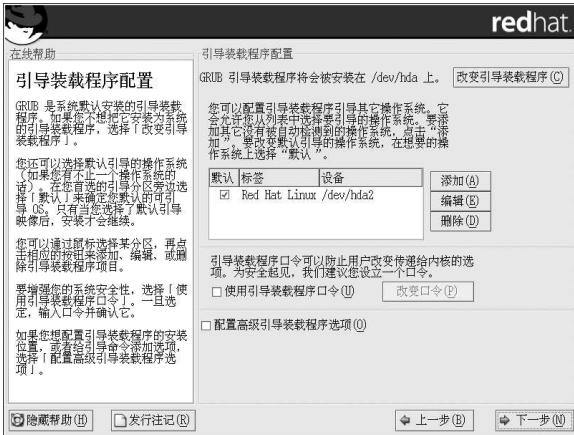 redhat.
在线帮助
引导装载程序配置
GRUB 是系统默认安装的引导装载
程序。如果您不想把它安装为系统
的引导装载程序，选择「改变引导
装载程序」。
您还可以选择默认引导的操作系统
（如果您有不止一个操作系统的
话）。在您首选的引导分区旁边选
择「默认」来确定您默认的可引
导 OS。只有当您选择了默认引导
映像后，安装才会继续。
您可以通过鼠标选择某分区，再点
击相应的按钮来添加、编辑、或删
除引导装载程序项目。
要增强您的系统安全性，选择「使
用引导装载程序口令」。一旦选
定，输入口令并确认它。
如果您想配置引导装载程序的安装
位置，或者给引导命令添加选项，
选择「配置高级引导装载程序选
项」。
引导装载程序配置
GRUB 引导装载程序将会被安装在 /dev/hda 上。 改变引导装载程序(C)
您可以配置引导装载程序引导其它操作系统。它
会允许您从列表中选择要引导的操作系统。要添
加其它没有被自动检测到的操作系统，点击“添
加”。要改变默认引导的操作系统，在想要的操
作系统上选择“默认”。
默认 标签 设备
Red Hat Linux /dev/hda2
添加(A)
编辑(E)
删除(D)
引导装载程序口令可以防止用户改变传递给内核的选
项。为安全起见，我们建议您设立一个口令。
使用引导装载程序口令(U) 改变口令(P)
配置高级引导装载程序选项(O)
隐藏帮助(H) 发行注记(R) 上一步(B) 下一步(N)